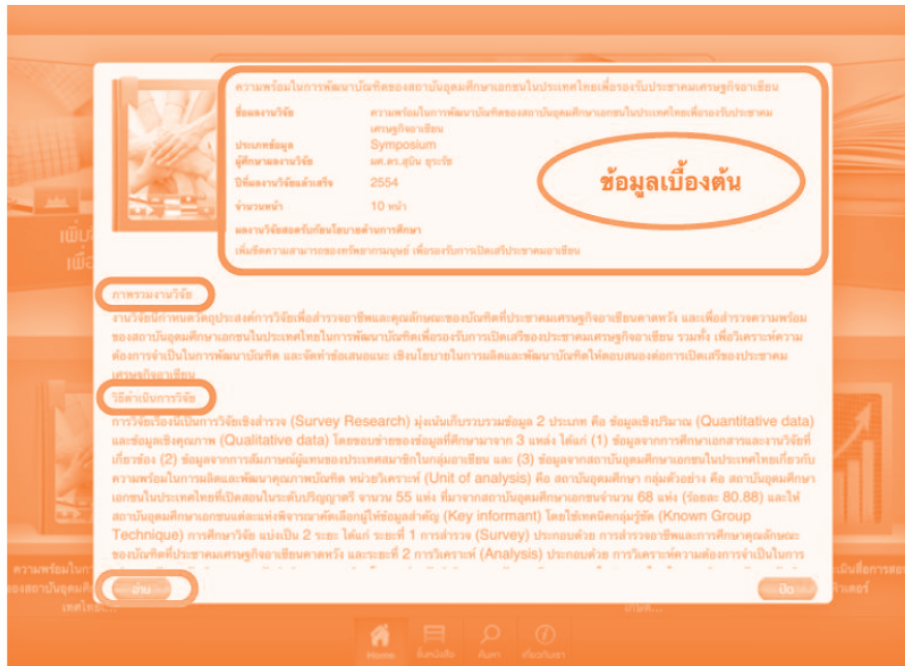 ความพร้อมในการพัฒนาบัณฑิตของสถาบันอุดมศึกษาเอกชนในประเทศไทยเพื่อรองรับประชาคมเศรษฐกิจอาเซียน
ชื่อผลงานวิจัย ความพร้อมในการพัฒนาบัณฑิตของสถาบันอุดมศึกษาเอกชนในประเทศไทยเพื่อรองรับประชาคม
เศรษฐกิจอาเซียน
ประเภทข้อมูล Symposium
ผู้ศึกษาผลงานวิจัย ผศ.ดร.สุบิน ยุระรัช
ปีที่ผลงานวิจัยแล้วเสร็จ 2554
จำนวนหน้า 10 หน้า
ข้อมูลเบื้องต้น
ผลงานวิจัยสอดรับกับนโยบายด้านการศึกษา
เพิ่มขีดความสามารถของทรัพยากรมนุษย์ เพื่อรองรับการเปิดเสรีประชาคมอาเซียน
ภาพรวมงานวิจัย
งานวิจัยนี้กำหนดวัตถุประสงค์การวิจัยเพื่อสำรวจอาชีพและคุณลักษณะของบัณฑิตที่ประชาคมเศรษฐกิจอาเซียนคาดหวัง และเพื่อสำรวจความพร้อม
ของสถาบันอุดมศึกษาเอกชนในประเทศไทยในการพัฒนาบัณฑิตเพื่อรองรับการเปิดเสรีของประชาคมเศรษฐกิจอาเซียน รวมทั้ง เพื่อวิเคราะห์ความ
ต้องการจำเป็นในการพัฒนาบัณฑิต และจัดทำข้อเสนอแนะ เชิงนโยบายในการผลิตและพัฒนาบัณฑิตให้ตอบสนองต่อการเปิดเสรีของประชาคม
เศรษฐกิจอาเซียน
วิธีดำเนินการวิจัย
การวิจัยเรื่องนี้เป็นการวิจัยเชิงสำรวจ (Survey Research) มุ่งเน้นเก็บรวบรวมข้อมูล 2 ประเภท คือ ข้อมูลเชิงปริมาณ (Quantitative data)
และข้อมูลเชิงคุณภาพ (Qualitative data) โดยขอบข่ายของข้อมูลที่ศึกษามาจาก 3 แหล่ง ได้แก่ (1) ข้อมูลจากการศึกษาเอกสารและงานวิจัยที่
เกี่ยวข้อง (2) ข้อมูลจากการสัมภาษณ์ผู้แทนของประเทศสมาชิกในกลุ่มอาเซียน และ (3) ข้อมูลจากสถาบันอุดมศึกษาเอกชนในประเทศไทยเกี่ยวกับ
ความพร้อมในการผลิตและพัฒนาคุณภาพบัณฑิต หน่วยวิเคราะห์ (Unit of analysis) คือ สถาบันอุดมศึกษา กลุ่มตัวอย่าง คือ สถาบันอุดมศึกษา
เอกชนในประเทศไทยที่เปิดสอนในระดับปริญญาตรี จำนวน 55 แห่ง ที่มาจากสถาบันอุดมศึกษาเอกชนจำนวน 68 แห่ง (ร้อยละ 80.88) และให้
สถาบันอุดมศึกษาเอกชนแต่ละแห่งพิจารณาคัดเลือกผู้ให้ข้อมูลสำคัญ (Key informant) โดยใช้เทคนิคกลุ่มรู้ชัด (Known Group
Technique) การศึกษาวิจัย แบ่งเป็น 2 ระยะ ได้แก่ ระยะที่ 1 การสำรวจ (Survey) ประกอบด้วย การสำรวจอาชีพและการศึกษาคุณลักษณะ
ของบัณฑิตที่ประชาคมเศรษฐกิจอาเซียนคาดหวัง และระยะที่ 2 การวิเคราะห์ (Analysis) ประกอบด้วย การวิเคราะห์ความต้องการจำเป็นในการ
อ่าน ปิด
Home ชั้นหนังสือ ค้นหา เกี่ยวกับเรา